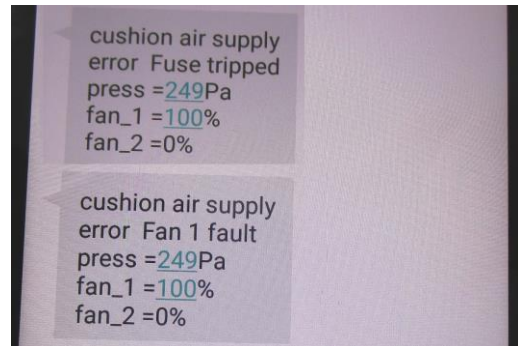 cushion air supply
error  Fuse tripped
press =249Pa
fan_1 =100%
fan_2 =0%
cushion air supply
error  Fan 1 fault
press =249Pa
fan_1 =100%
fan_2 =0%